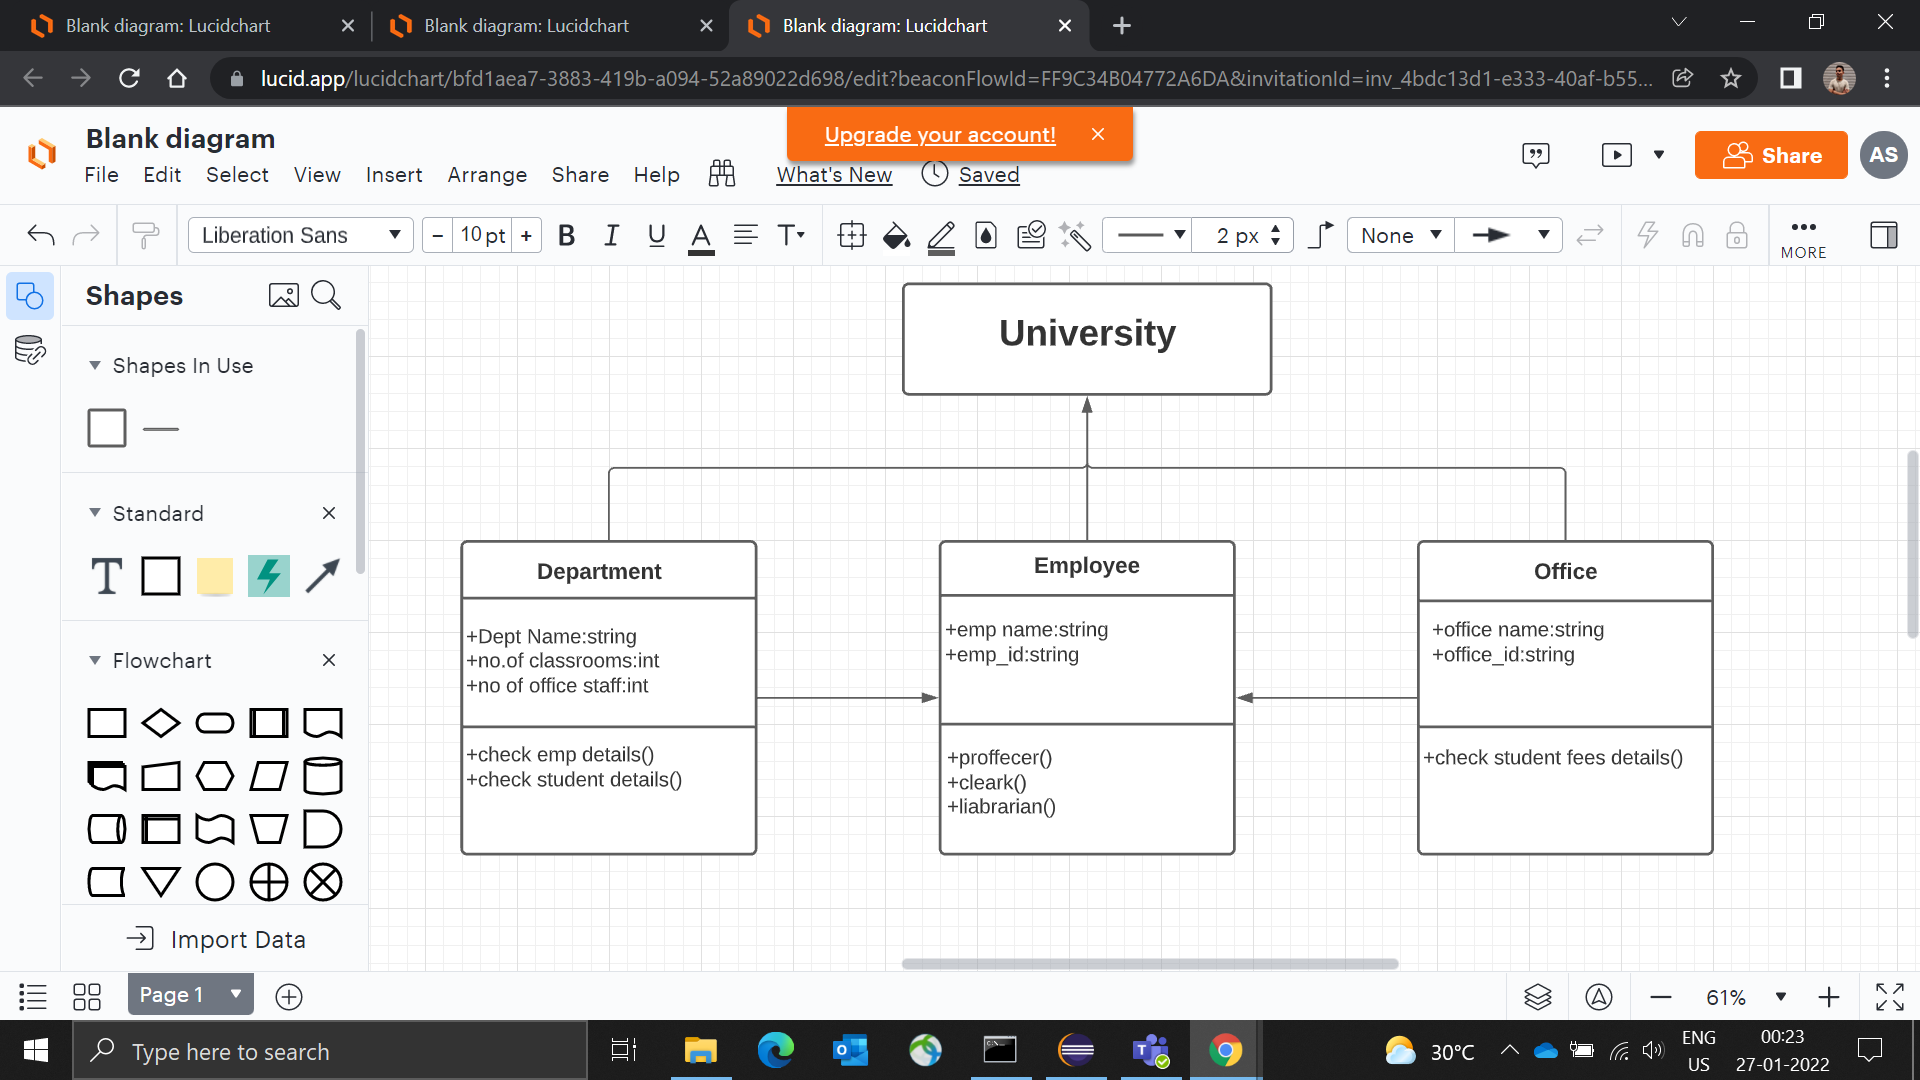 Blank diagram: Lucidchart
Blank diagram: Lucidchart
Blank diagram: Lucidchart
lucid.app/lucidchart/bfd1aea7-3883-419b-a094-52a89022d698/edit?beaconFlowId=FF9C34B04772A6DA&invitationId=inv_4bdc13d1-e333-40af-b55...
Blank diagram
Upgrade your account!
File Edit Select View Insert Arrange Share Help What's New Saved
Share
AS
Liberation Sans
- 10 pt +
B I U A T
2 px
None
MORE
Shapes
Shapes In Use
Standard
T
Flowchart
Import Data
University
Department
+Dept Name:string
+no.of classrooms:int
+no of office staff:int
+check emp details()
+check student details()
Employee
+emp name:string
+emp_id:string
+proffecer()
+cleark()
+liabrarian()
Office
+office name:string
+office_id:string
+check student fees details()
Page 1
61%
Type here to search
30°C
ENG
US
00:23
27-01-2022